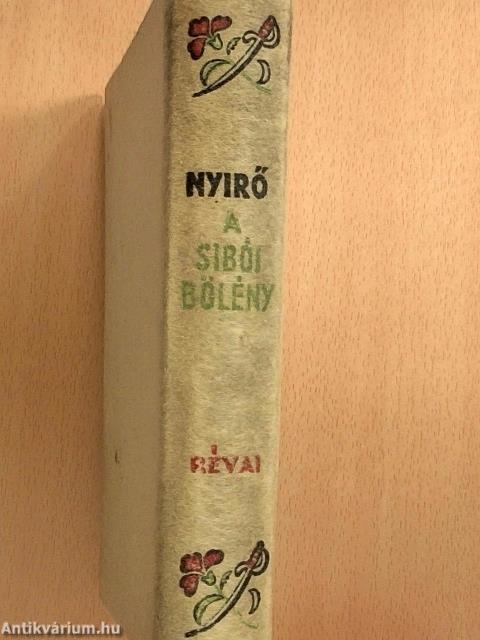 NYIRŐ
A
SIBÓI
BÖLÉNY
RÉVAI
Antikvárium.hu